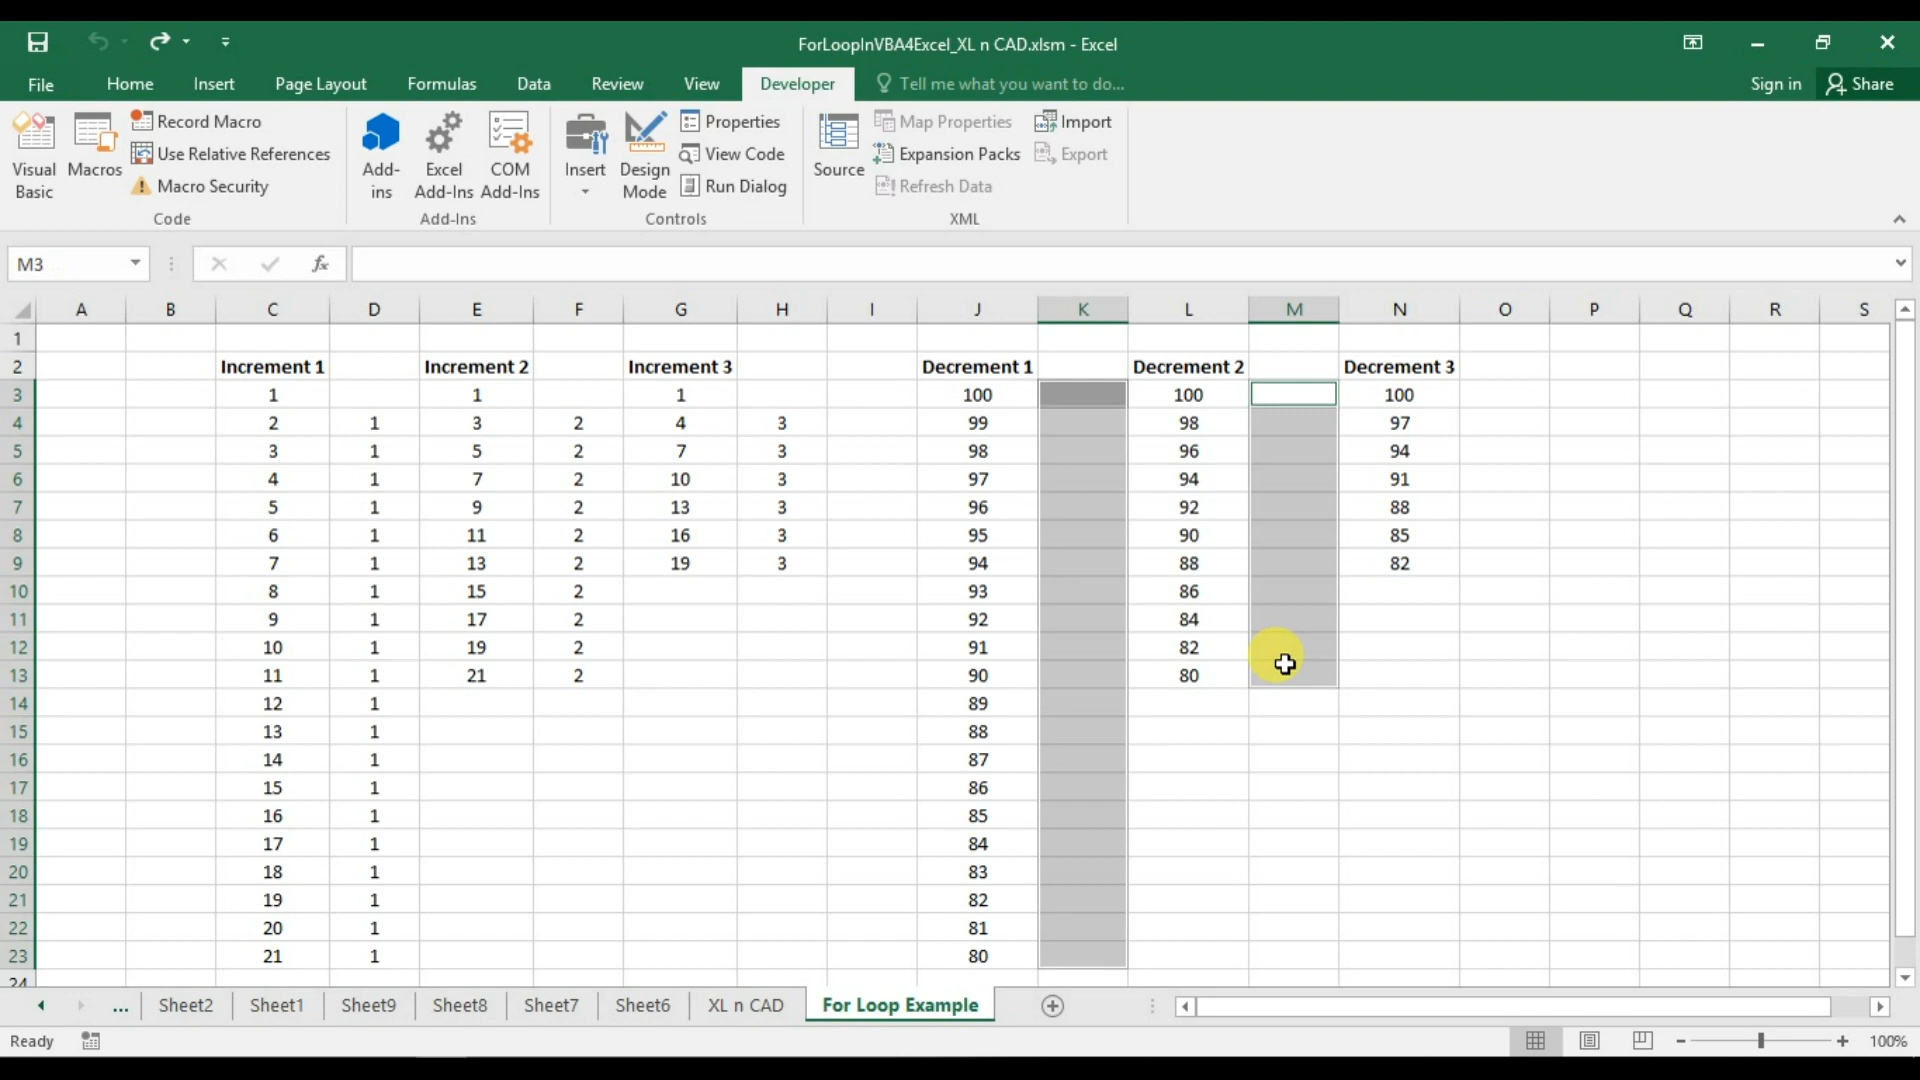 ForLoopInVBA4Excel_XL n CAD.xlsm - Excel
File Home Insert Page Layout Formulas Data Review View Developer Tell me what you want to do... Sign in Share
Visual Basic
Macros
Record Macro
Use Relative References
Macro Security
Code
Add-ins
Excel Add-Ins
COM Add-Ins
Add-Ins
Insert
Design Mode
Properties
View Code
Run Dialog
Controls
Source
Map Properties
Expansion Packs
Refresh Data
Import
Export
XML
M3 fx
A B C D E F G H I J K L M N O P Q R S
1
2 Increment 1 Increment 2 Increment 3 Decrement 1 Decrement 2 Decrement 3
3 1 1 1 100 100 100
4 2 1 3 2 4 3 99 98 97
5 3 1 5 2 7 3 98 96 94
6 4 1 7 2 10 3 97 94 91
7 5 1 9 2 13 3 96 92 88
8 6 1 11 2 16 3 95 90 85
9 7 1 13 2 19 3 94 88 82
10 8 1 15 2 93 86
11 9 1 17 2 92 84
12 10 1 19 2 91 82
13 11 1 21 2 90 80
14 12 1 89
15 13 1 88
16 14 1 87
17 15 1 86
18 16 1 85
19 17 1 84
20 18 1 83
21 19 1 82
22 20 1 81
23 21 1 80
24
... Sheet2 Sheet1 Sheet9 Sheet8 Sheet7 Sheet6 XL n CAD For Loop Example
Ready 100%